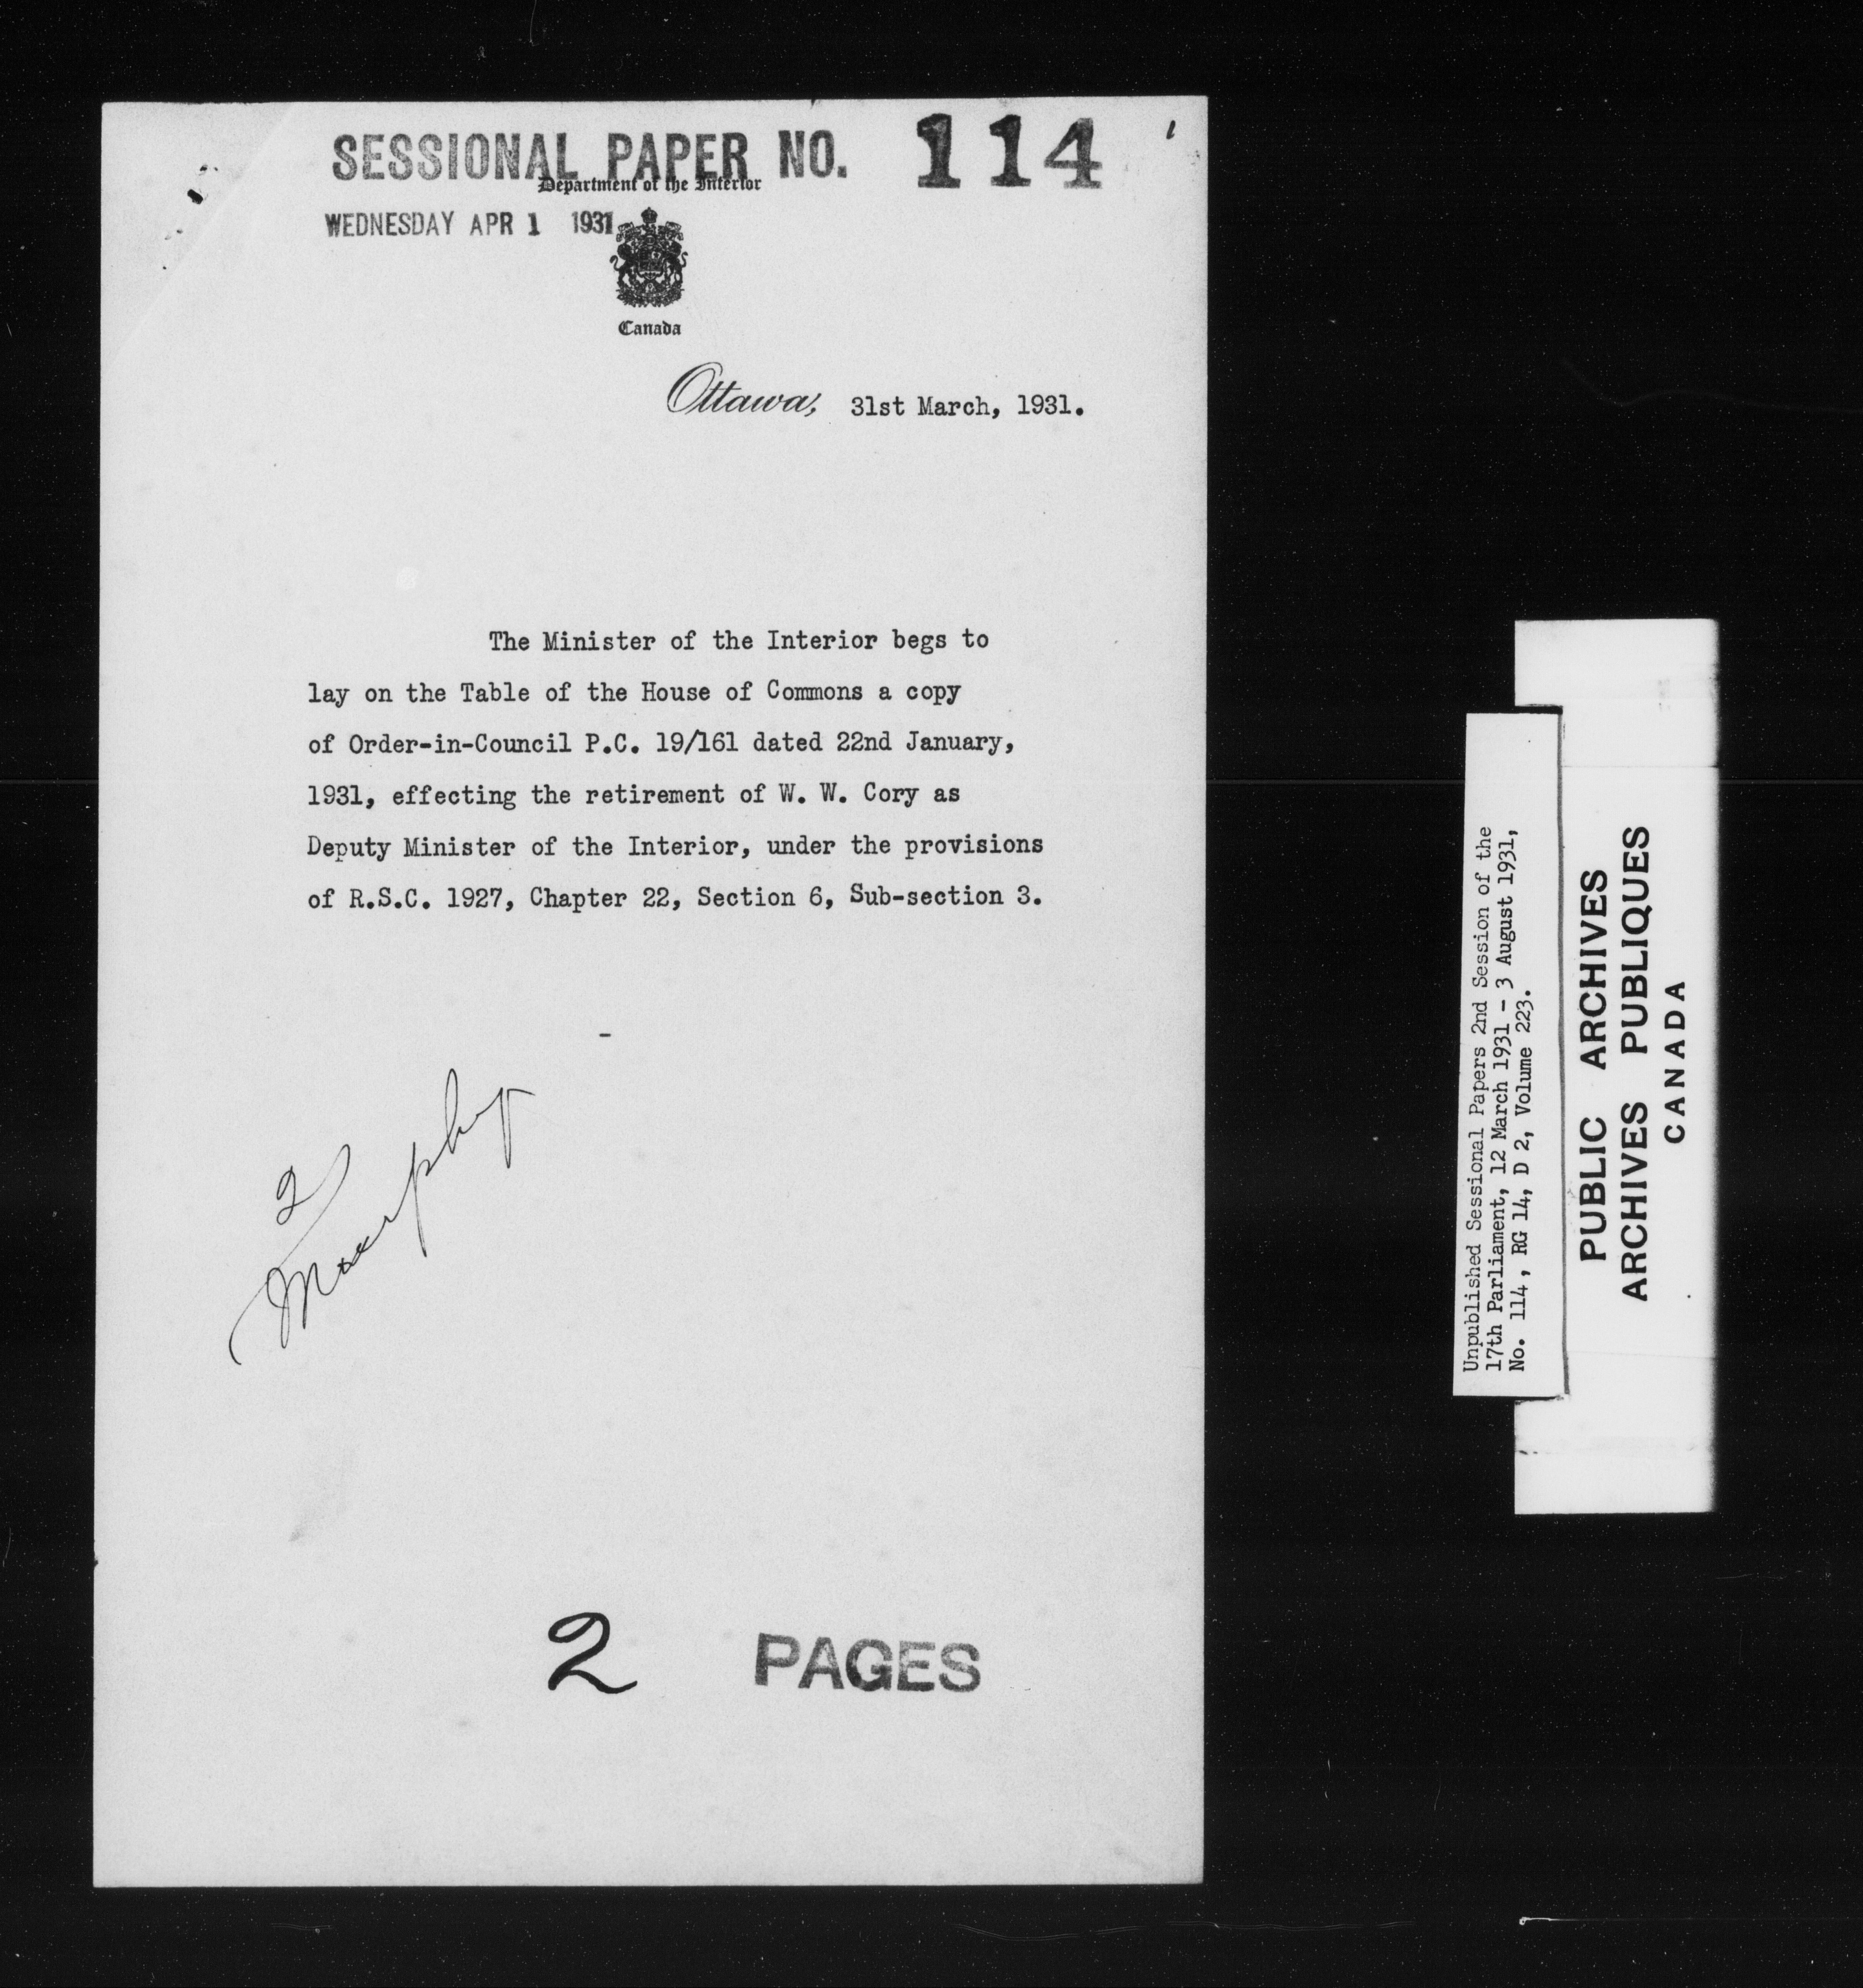 SESSIONAL PAPER NO. 114
1
Department of the Interior
WEDNESDAY APR 1 1931
Canada
Ottawa, 31st March, 1931.
The Minister of the Interior begs to
lay on the Table of the House of Commons a copy
of Order-in-Council P.C. 19/161 dated 22nd January,
1931, effecting the retirement of W. W. Cory as
Deputy Minister of the Interior, under the provisions
of R.S.C. 1927, Chapter 22, Section 6, Sub-section 3.
2
Murphy
2 PAGES
Unpublished Sessional Papers 2nd Session of the
17th Parliament, 12 March 1931 - 3 August 1931,
No. 114, RG 14, D 2, Volume 223.
PUBLIC ARCHIVES
ARCHIVES PUBLIQUES
CANADA